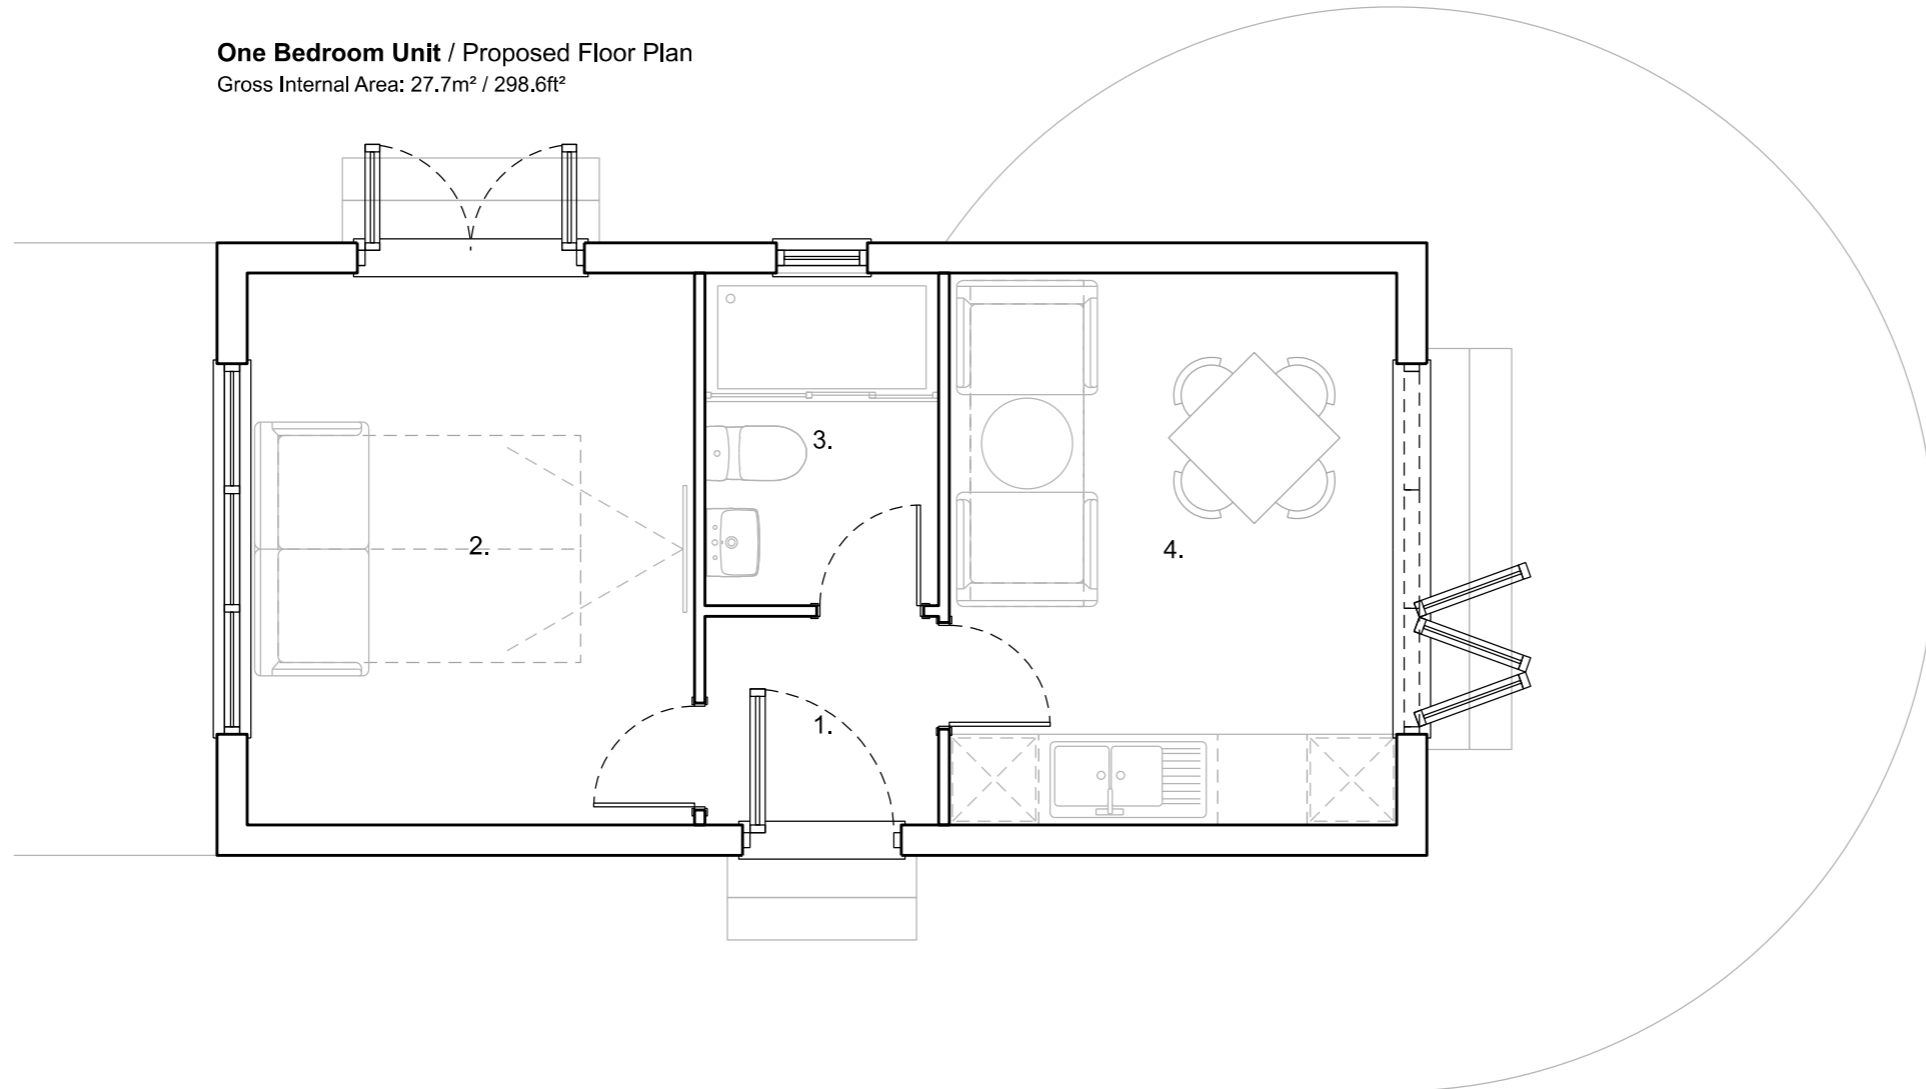 One Bedroom Unit / Proposed Floor Plan
Gross Internal Area: 27.7m² / 298.6ft²
3.
2.
4.
1.